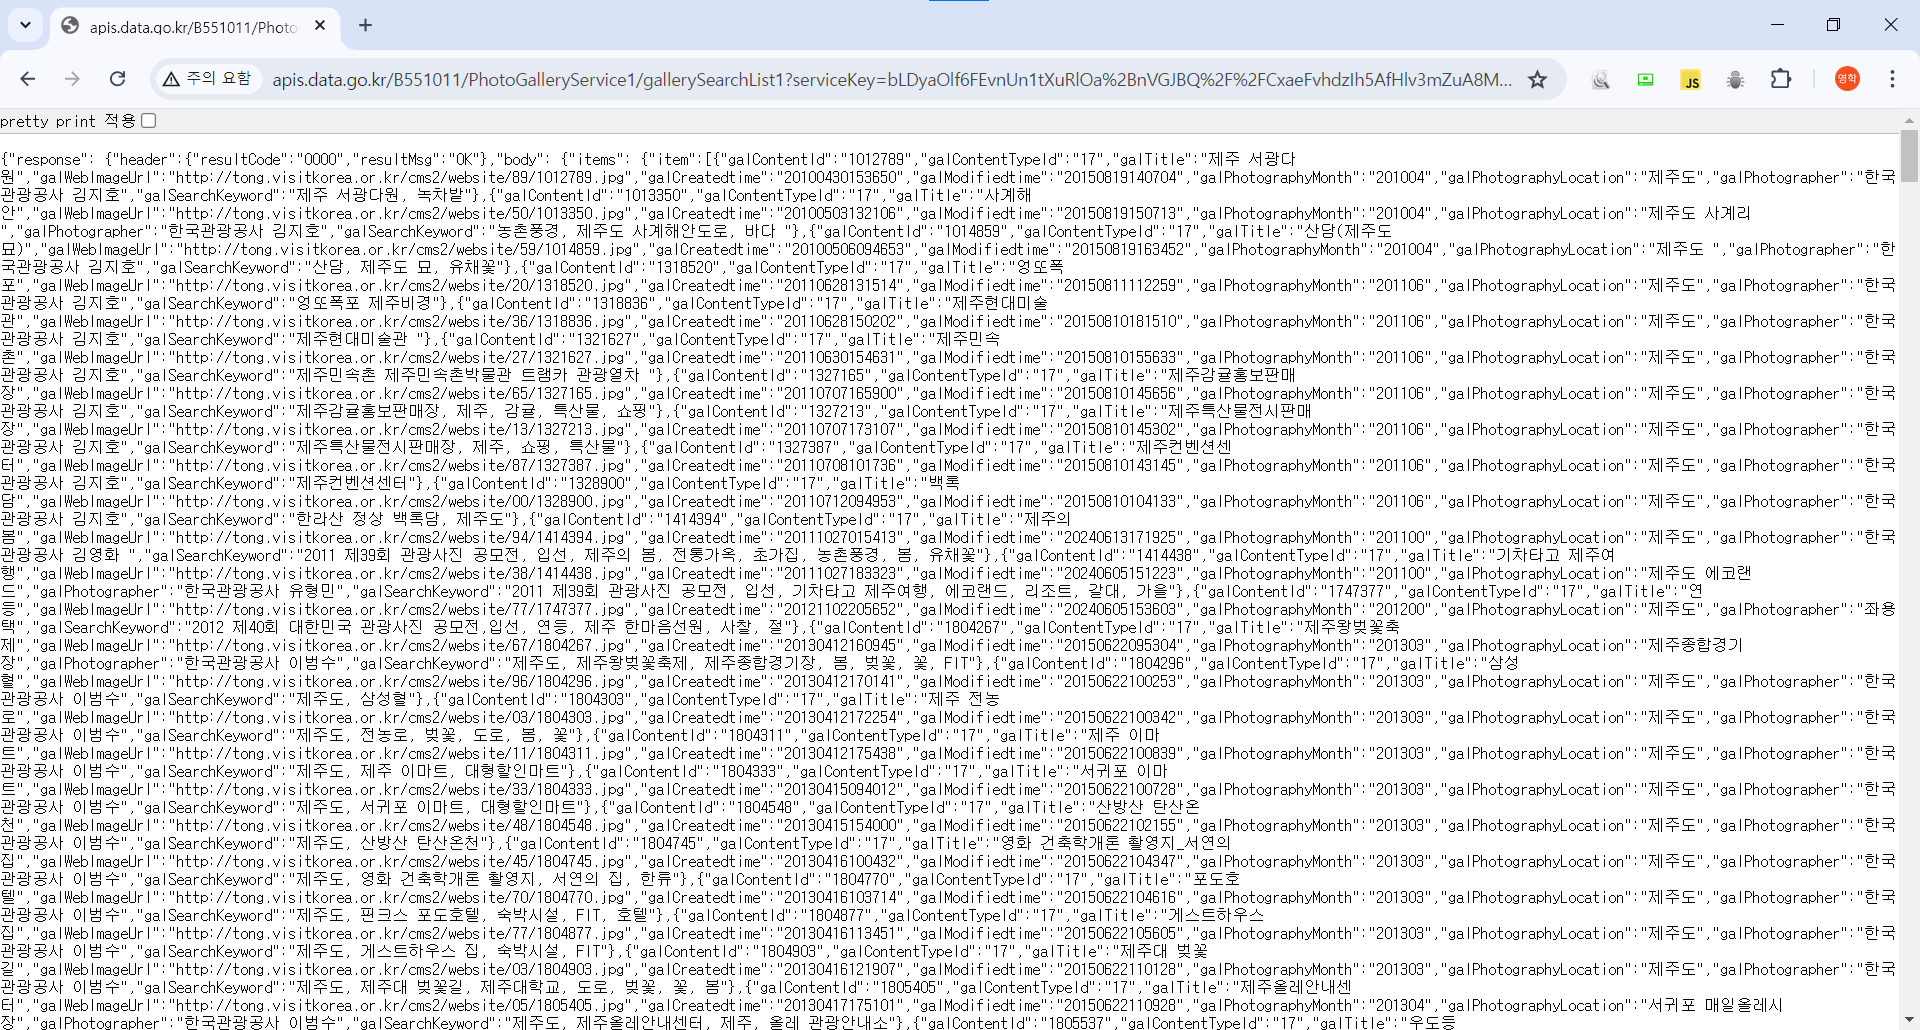 apis.data.go.kr/B551011/Photo
주의 요함
apis.data.go.kr/B551011/PhotoGalleryService1/gallerySearchList1?serviceKey=bLDyaOlf6FEvnUn1tXuRlOa%2BnVGJBQ%2F%2FCxaeFvhdzIh5AfHlv3mZuA8M...
JS
영학
pretty print 적용
{"response": {"header":{"resultCode":"0000","resultMsg":"OK"},"body": {"items": {"item":[{"galContentId":"1012789","galContentTypeId":"17","galTitle":"제주 서광다
원","galWebImageUrl":"http://tong.visitkorea.or.kr/cms2/website/89/1012789.jpg","galCreatedtime":"20100430153650","galModifiedtime":"20150819140704","galPhotographyMonth":"201004","galPhotographyLocation":"제주도","galPhotographer":"한국
관광공사 김지호","galSearchKeyword":"제주 서광다원, 녹차밭"},{"galContentId":"1013350","galContentTypeId":"17","galTitle":"사계해
안","galWebImageUrl":"http://tong.visitkorea.or.kr/cms2/website/50/1013350.jpg","galCreatedtime":"20100503132106","galModifiedtime":"20150819150713","galPhotographyMonth":"201004","galPhotographyLocation":"제주도 사계리
","galPhotographer":"한국관광공사 김지호","galSearchKeyword":"농촌풍경, 제주도 사계해안도로, 바다 "},{"galContentId":"1014859","galContentTypeId":"17","galTitle":"산담(제주도
묘)","galWebImageUrl":"http://tong.visitkorea.or.kr/cms2/website/59/1014859.jpg","galCreatedtime":"20100506094653","galModifiedtime":"20150819163452","galPhotographyMonth":"201004","galPhotographyLocation":"제주도 ","galPhotographer":"한
국관광공사 김지호","galSearchKeyword":"산담, 제주도 묘, 유채꽃"},{"galContentId":"1318520","galContentTypeId":"17","galTitle":"엉또폭
포","galWebImageUrl":"http://tong.visitkorea.or.kr/cms2/website/20/1318520.jpg","galCreatedtime":"20110628131514","galModifiedtime":"20150811112259","galPhotographyMonth":"201106","galPhotographyLocation":"제주도","galPhotographer":"한국
관광공사 김지호","galSearchKeyword":"엉또폭포 제주비경"},{"galContentId":"1318836","galContentTypeId":"17","galTitle":"제주현대미술
관","galWebImageUrl":"http://tong.visitkorea.or.kr/cms2/website/36/1318836.jpg","galCreatedtime":"20110628150202","galModifiedtime":"20150810181510","galPhotographyMonth":"201106","galPhotographyLocation":"제주도","galPhotographer":"한국
관광공사 김지호","galSearchKeyword":"제주현대미술관 "},{"galContentId":"1321627","galContentTypeId":"17","galTitle":"제주민속
촌","galWebImageUrl":"http://tong.visitkorea.or.kr/cms2/website/27/1321627.jpg","galCreatedtime":"20110630154631","galModifiedtime":"20150810155633","galPhotographyMonth":"201106","galPhotographyLocation":"제주도","galPhotographer":"한국
관광공사 김지호","galSearchKeyword":"제주민속촌 제주민속촌박물관 트램카 관광열차 "},{"galContentId":"1327165","galContentTypeId":"17","galTitle":"제주감귤홍보판매
장","galWebImageUrl":"http://tong.visitkorea.or.kr/cms2/website/65/1327165.jpg","galCreatedtime":"20110707165900","galModifiedtime":"20150810145656","galPhotographyMonth":"201106","galPhotographyLocation":"제주도","galPhotographer":"한국
관광공사 김지호","galSearchKeyword":"제주감귤홍보판매장, 제주, 감귤, 특산물, 쇼핑"},{"galContentId":"1327213","galContentTypeId":"17","galTitle":"제주특산물전시판매
장","galWebImageUrl":"http://tong.visitkorea.or.kr/cms2/website/13/1327213.jpg","galCreatedtime":"20110707173107","galModifiedtime":"20150810145302","galPhotographyMonth":"201106","galPhotographyLocation":"제주도","galPhotographer":"한국
관광공사 김지호","galSearchKeyword":"제주특산물전시판매장, 제주, 쇼핑, 특산물"},{"galContentId":"1327387","galContentTypeId":"17","galTitle":"제주컨벤션센
터","galWebImageUrl":"http://tong.visitkorea.or.kr/cms2/website/87/1327387.jpg","galCreatedtime":"20110708101736","galModifiedtime":"20150810143145","galPhotographyMonth":"201106","galPhotographyLocation":"제주도","galPhotographer":"한국
관광공사 김지호","galSearchKeyword":"제주컨벤션센터"},{"galContentId":"1328900","galContentTypeId":"17","galTitle":"백록
담","galWebImageUrl":"http://tong.visitkorea.or.kr/cms2/website/00/1328900.jpg","galCreatedtime":"20110712094953","galModifiedtime":"20150810104133","galPhotographyMonth":"201106","galPhotographyLocation":"제주도","galPhotographer":"한국
관광공사 김지호","galSearchKeyword":"한라산 정상 백록담, 제주도"},{"galContentId":"1414394","galContentTypeId":"17","galTitle":"제주의
봄","galWebImageUrl":"http://tong.visitkorea.or.kr/cms2/website/94/1414394.jpg","galCreatedtime":"20111027015413","galModifiedtime":"20240613171925","galPhotographyMonth":"201100","galPhotographyLocation":"제주도","galPhotographer":"한국
관광공사 김영화 ","galSearchKeyword":"2011 제39회 관광사진 공모전, 입선, 제주의 봄, 전통가옥, 초가집, 농촌풍경, 봄, 유채꽃"},{"galContentId":"1414438","galContentTypeId":"17","galTitle":"기차타고 제주여
행","galWebImageUrl":"http://tong.visitkorea.or.kr/cms2/website/38/1414438.jpg","galCreatedtime":"20111027183323","galModifiedtime":"20240605151223","galPhotographyMonth":"201100","galPhotographyLocation":"제주도 에코랜
드","galPhotographer":"한국관광공사 유형민","galSearchKeyword":"2011 제39회 관광사진 공모전, 입선, 기차타고 제주여행, 에코랜드, 리조트, 갈대, 가을"},{"galContentId":"1747377","galContentTypeId":"17","galTitle":"연
등","galWebImageUrl":"http://tong.visitkorea.or.kr/cms2/website/77/1747377.jpg","galCreatedtime":"20121102205652","galModifiedtime":"20240605153603","galPhotographyMonth":"201200","galPhotographyLocation":"제주도","galPhotographer":"좌용
택","galSearchKeyword":"2012 제40회 대한민국 관광사진 공모전,입선, 연등, 제주 한마음선원, 사찰, 절"},{"galContentId":"1804267","galContentTypeId":"17","galTitle":"제주왕벚꽃축
제","galWebImageUrl":"http://tong.visitkorea.or.kr/cms2/website/67/1804267.jpg","galCreatedtime":"20130412160945","galModifiedtime":"20150622095304","galPhotographyMonth":"201303","galPhotographyLocation":"제주종합경기
장","galPhotographer":"한국관광공사 이범수","galSearchKeyword":"제주도, 제주왕벚꽃축제, 제주종합경기장, 봄, 벚꽃, 꽃, FIT"},{"galContentId":"1804296","galContentTypeId":"17","galTitle":"삼성
혈","galWebImageUrl":"http://tong.visitkorea.or.kr/cms2/website/96/1804296.jpg","galCreatedtime":"20130412170141","galModifiedtime":"20150622100253","galPhotographyMonth":"201303","galPhotographyLocation":"제주도","galPhotographer":"한국
관광공사 이범수","galSearchKeyword":"제주도, 삼성혈"},{"galContentId":"1804303","galContentTypeId":"17","galTitle":"제주 전농
로","galWebImageUrl":"http://tong.visitkorea.or.kr/cms2/website/03/1804303.jpg","galCreatedtime":"20130412172254","galModifiedtime":"20150622100342","galPhotographyMonth":"201303","galPhotographyLocation":"제주도","galPhotographer":"한국
관광공사 이범수","galSearchKeyword":"제주도, 전농로, 벚꽃, 도로, 봄, 꽃"},{"galContentId":"1804311","galContentTypeId":"17","galTitle":"제주 이마
트","galWebImageUrl":"http://tong.visitkorea.or.kr/cms2/website/11/1804311.jpg","galCreatedtime":"20130412175438","galModifiedtime":"20150622100839","galPhotographyMonth":"201303","galPhotographyLocation":"제주도","galPhotographer":"한국
관광공사 이범수","galSearchKeyword":"제주도, 제주 이마트, 대형할인마트"},{"galContentId":"1804333","galContentTypeId":"17","galTitle":"서귀포 이마
트","galWebImageUrl":"http://tong.visitkorea.or.kr/cms2/website/33/1804333.jpg","galCreatedtime":"20130415094012","galModifiedtime":"20150622100728","galPhotographyMonth":"201303","galPhotographyLocation":"제주도","galPhotographer":"한국
관광공사 이범수","galSearchKeyword":"제주도, 서귀포 이마트, 대형할인마트"},{"galContentId":"1804548","galContentTypeId":"17","galTitle":"산방산 탄산온
천","galWebImageUrl":"http://tong.visitkorea.or.kr/cms2/website/48/1804548.jpg","galCreatedtime":"20130415154000","galModifiedtime":"20150622102155","galPhotographyMonth":"201303","galPhotographyLocation":"제주도","galPhotographer":"한국
관광공사 이범수","galSearchKeyword":"제주도, 산방산 탄산온천"},{"galContentId":"1804745","galContentTypeId":"17","galTitle":"영화 건축학개론 촬영지_서연의
집","galWebImageUrl":"http://tong.visitkorea.or.kr/cms2/website/45/1804745.jpg","galCreatedtime":"20130416100432","galModifiedtime":"20150622104347","galPhotographyMonth":"201303","galPhotographyLocation":"제주도","galPhotographer":"한국
관광공사 이범수","galSearchKeyword":"제주도, 영화 건축학개론 촬영지, 서연의 집, 한류"},{"galContentId":"1804770","galContentTypeId":"17","galTitle":"포도호
텔","galWebImageUrl":"http://tong.visitkorea.or.kr/cms2/website/70/1804770.jpg","galCreatedtime":"20130416103714","galModifiedtime":"20150622104616","galPhotographyMonth":"201303","galPhotographyLocation":"제주도","galPhotographer":"한국
관광공사 이범수","galSearchKeyword":"제주도, 핀크스 포도호텔, 숙박시설, FIT, 호텔"},{"galContentId":"1804877","galContentTypeId":"17","galTitle":"게스트하우스
집","galWebImageUrl":"http://tong.visitkorea.or.kr/cms2/website/77/1804877.jpg","galCreatedtime":"20130416113451","galModifiedtime":"20150622105605","galPhotographyMonth":"201303","galPhotographyLocation":"제주도","galPhotographer":"한국
관광공사 이범수","galSearchKeyword":"제주도, 게스트하우스 집, 숙박시설, FIT"},{"galContentId":"1804903","galContentTypeId":"17","galTitle":"제주대 벚꽃
길","galWebImageUrl":"http://tong.visitkorea.or.kr/cms2/website/03/1804903.jpg","galCreatedtime":"20130416121907","galModifiedtime":"20150622110128","galPhotographyMonth":"201303","galPhotographyLocation":"제주도","galPhotographer":"한국
관광공사 이범수","galSearchKeyword":"제주도, 제주대 벚꽃길, 제주대학교, 도로, 벚꽃, 꽃, 봄"},{"galContentId":"1805405","galContentTypeId":"17","galTitle":"제주올레안내센
터","galWebImageUrl":"http://tong.visitkorea.or.kr/cms2/website/05/1805405.jpg","galCreatedtime":"20130417175101","galModifiedtime":"20150622110928","galPhotographyMonth":"201304","galPhotographyLocation":"서귀포 매일올레시
장","galPhotographer":"한국관광공사 이범수","galSearchKeyword":"제주도, 제주올레안내센터, 제주, 올레 관광안내소"},{"galContentId":"1805537","galContentTypeId":"17","galTitle":"우도등